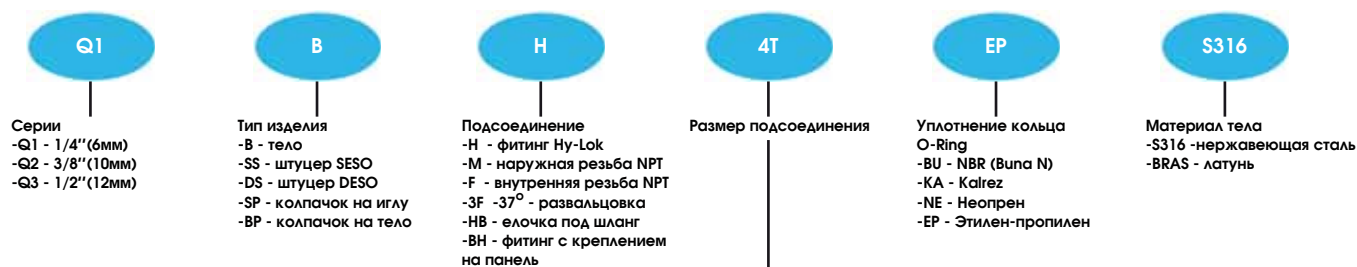 Q1
B
H
4T
EP
S316
Серии
-Q1 - 1/4''(6мм)
-Q2 - 3/8''(10мм)
-Q3 - 1/2''(12мм)
Тип изделия
-B - тело
-SS - штуцер SESO
-DS - штуцер DESO
-SP - колпачок на иглу
-BP - колпачок на тело
Подсоединение
-H - фитинг Hy-Lok
-M - наружная резьба NPT
-F - внутренняя резьба NPT
-3F -37° - развальцовка
-HB - елочка под шланг
-BH - фитинг с креплением
на панель
Размер подсоединения
Уплотнение кольца
O-Ring
-BU - NBR (Buna N)
-KA - Kalrez
-NE - Неопрен
-EP - Этилен-пропилен
Материал тела
-S316 -нержавеющая сталь
-BRAS - латунь